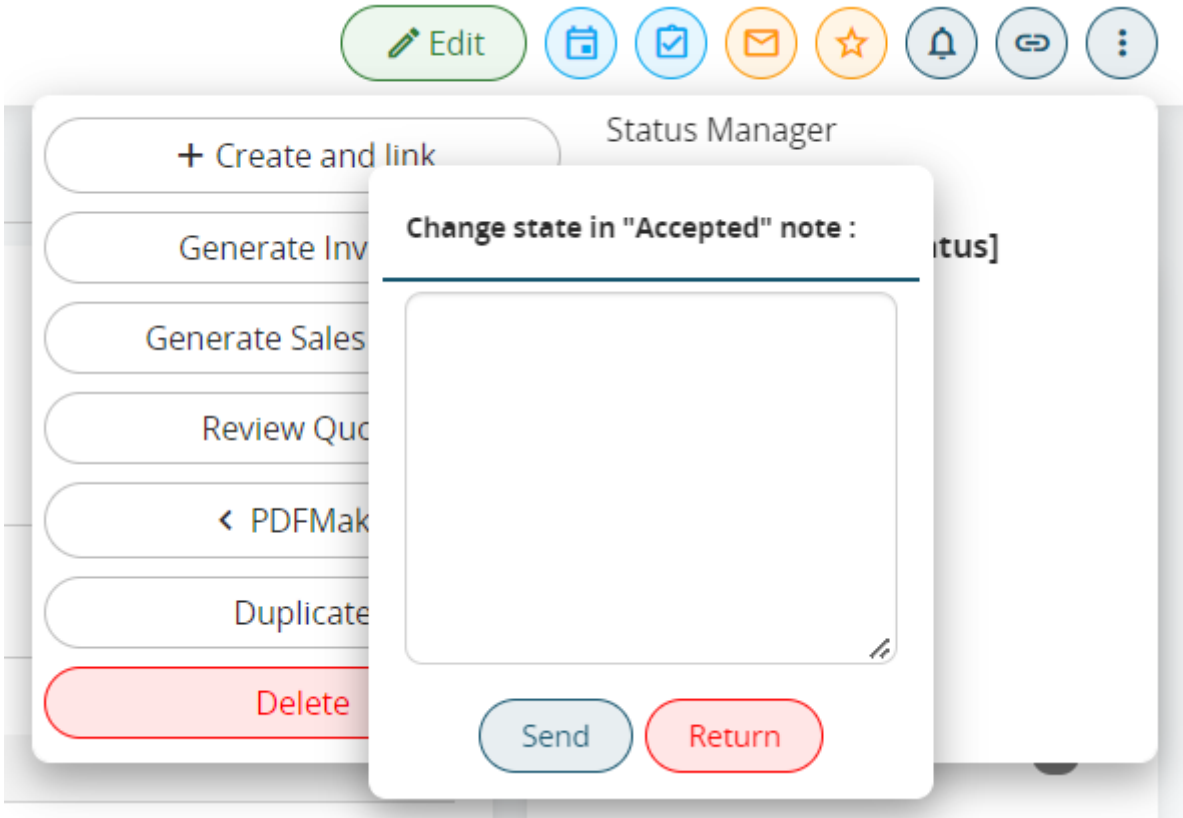 Edit
Status Manager
+ Create and link
Change state in "Accepted" note :
Generate Inv
tus]
Generate Sales
Review Quo
< PDFMak
Duplicate
Delete
Send
Return